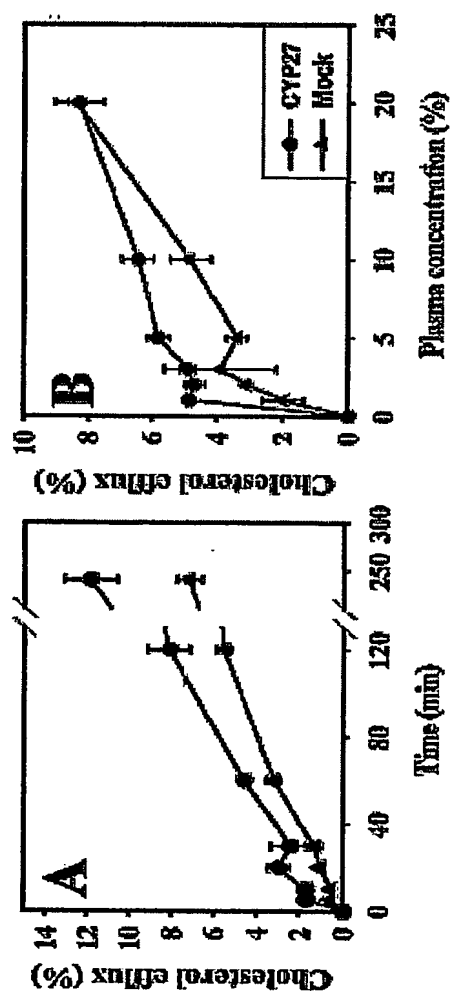 A
Cholesterol efflux (%)
14
12
10
8
6
4
2
0
0 40 80 120 250 300
Time (min)
B
Cholesterol efflux (%)
10
8
6
4
2
0
0 5 10 15 20 25
Plasma concentration (%)
CYP27
Mock